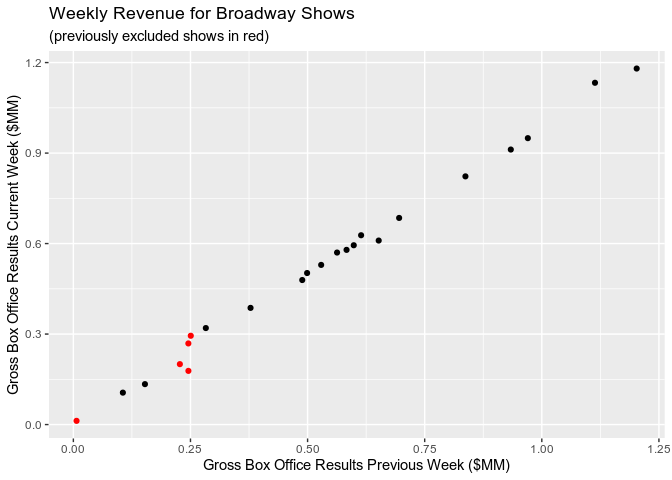 Weekly Revenue for Broadway Shows
(previously excluded shows in red)
Gross Box Office Results Current Week ($MM)
1.2
0.9
0.6
0.3
0.0
0.00 0.25 0.50 0.75 1.00 1.25
Gross Box Office Results Previous Week ($MM)